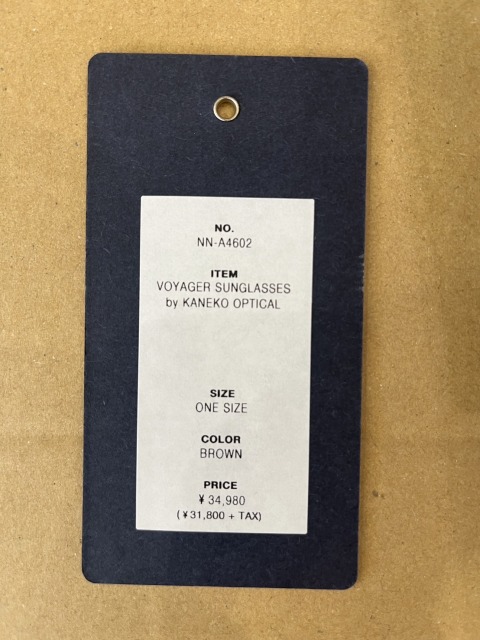 NO.
NN-A4602
ITEM
VOYAGER SUNGLASSES
by KANEKO OPTICAL
SIZE
ONE SIZE
COLOR
BROWN
PRICE
¥ 34,980
(¥31,800 + TAX)